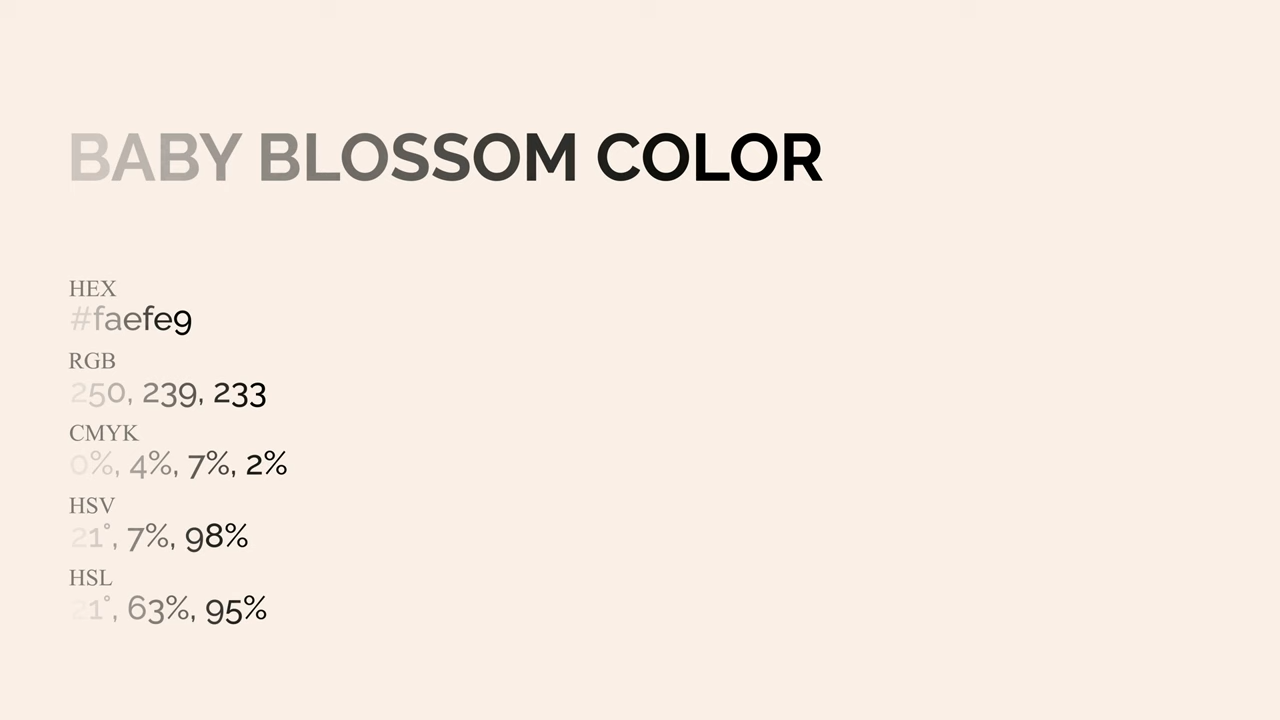 BABY BLOSSOM COLOR
HEX
#faefe9
RGB
250, 239, 233
CMYK
0%, 4%, 7%, 2%
HSV
21°, 7%, 98%
HSL
21°, 63%, 95%